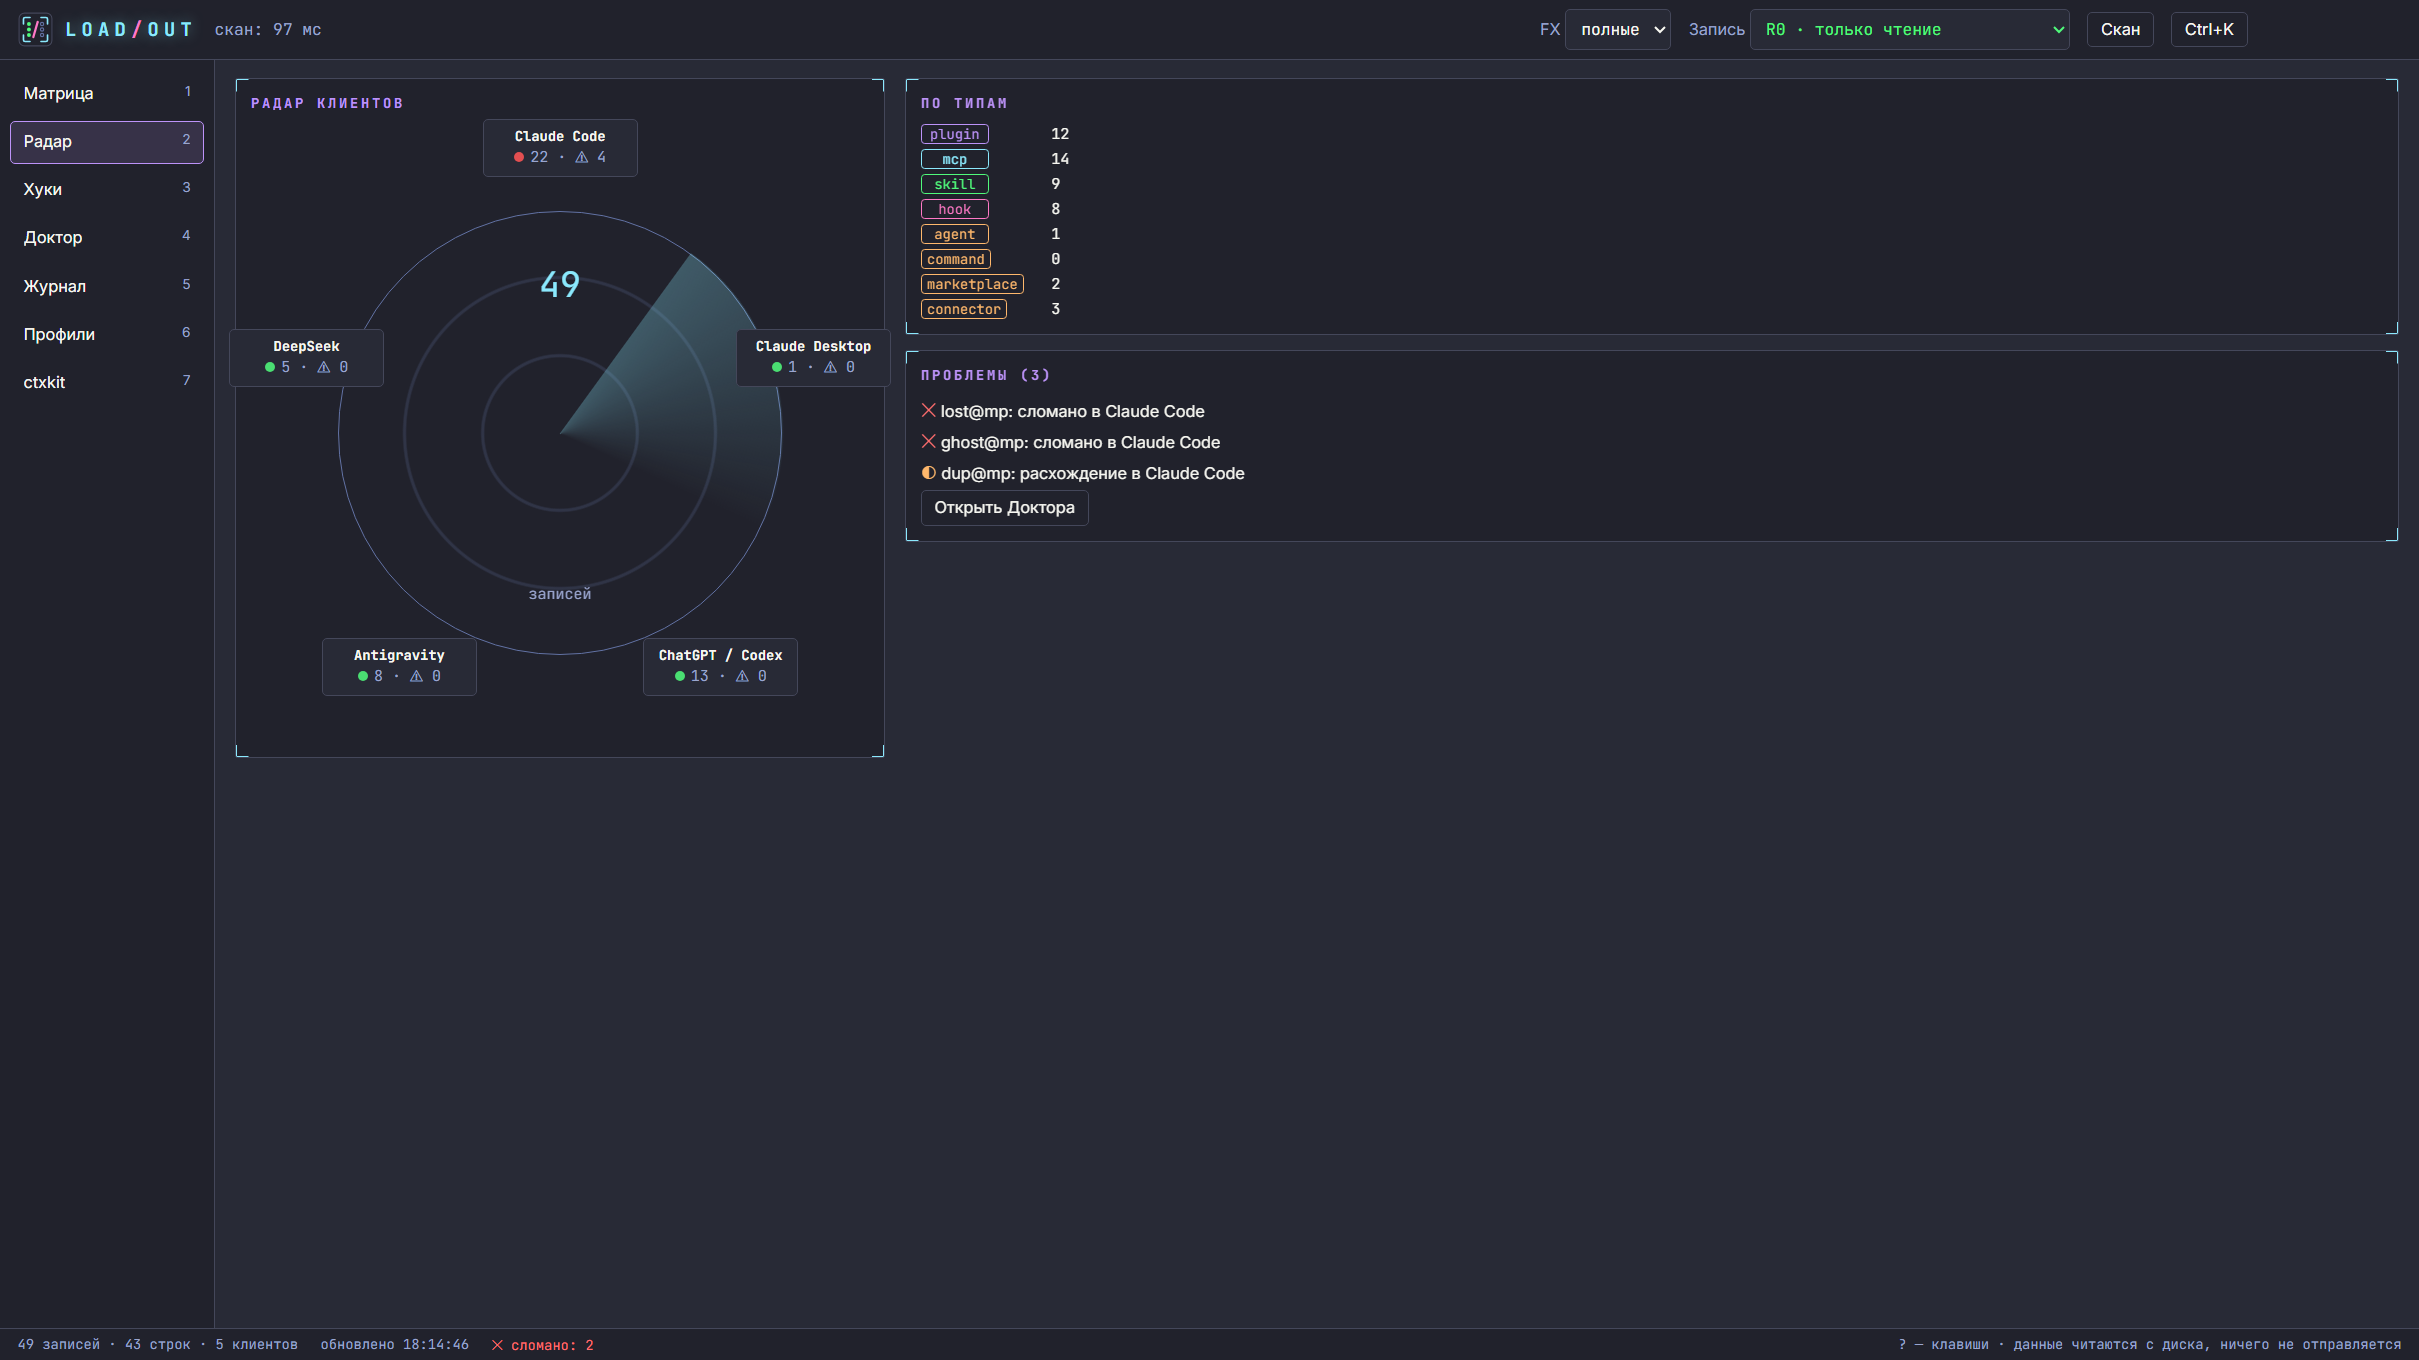 LOAD/OUT скан: 97 мс FX полные Запись R0 · только чтение Скан Ctrl+K
Матрица 1
Радар 2
Хуки 3
Доктор 4
Журнал 5
Профили 6
ctxkit 7
РАДАР КЛИЕНТОВ
Claude Code
22 · ⚠ 4
49
DeepSeek
5 · ⚠ 0
Claude Desktop
1 · ⚠ 0
записей
Antigravity
8 · ⚠ 0
ChatGPT / Codex
13 · ⚠ 0
ПО ТИПАМ
plugin 12
mcp 14
skill 9
hook 8
agent 1
command 0
marketplace 2
connector 3
ПРОБЛЕМЫ (3)
lost@mp: сломано в Claude Code
ghost@mp: сломано в Claude Code
dup@mp: расхождение в Claude Code
Открыть Доктора
49 записей · 43 строк · 5 клиентов обновлено 18:14:46 ✕ сломано: 2 ? — клавиши · данные читаются с диска, ничего не отправляется